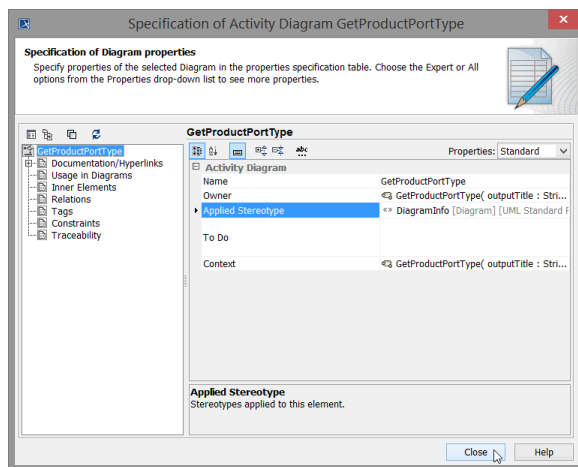 Specification of Activity Diagram GetProductPortType
Specification of Diagram properties
Specify properties of the selected Diagram in the properties specification table. Choose the Expert or All
options from the Properties drop-down list to see more properties.
GetProductPortType
GetProductPortType
Documentation/Hyperlinks
Usage in Diagrams
Inner Elements
Relations
Tags
Constraints
Traceability
abc
Properties: Standard
Activity Diagram
Name GetProductPortType
Owner GetProductPortType( outputTitle : Stri...
Applied Stereotype «» DiagramInfo [Diagram] [UML Standard
To Do
Context GetProductPortType( outputTitle : Stri...
Applied Stereotype
Stereotypes applied to this element.
Close Help